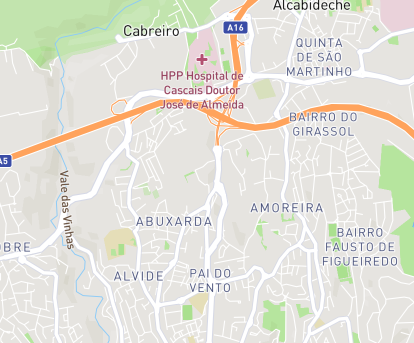 Alcabideche
Cabreiro
A16
QUINTA
DE SÃO
MARTINHO
HPP Hospital de
Cascais Doutor
José de Almeida
BAIRRO DO
GIRASSOL
A5
Vale das Vinhas
ABUXARDA
AMOREIRA
BAIRRO
FAUSTO DE
FIGUEIREDO
OBRE
ALVIDE
PAI DO
VENTO